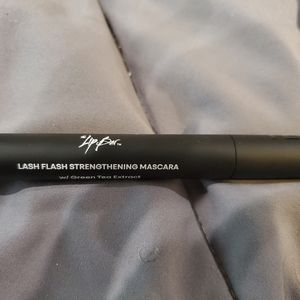 THE Lip Bar
LASH FLASH STRENGTHENING MASCARA
w/ Green Tea Extract